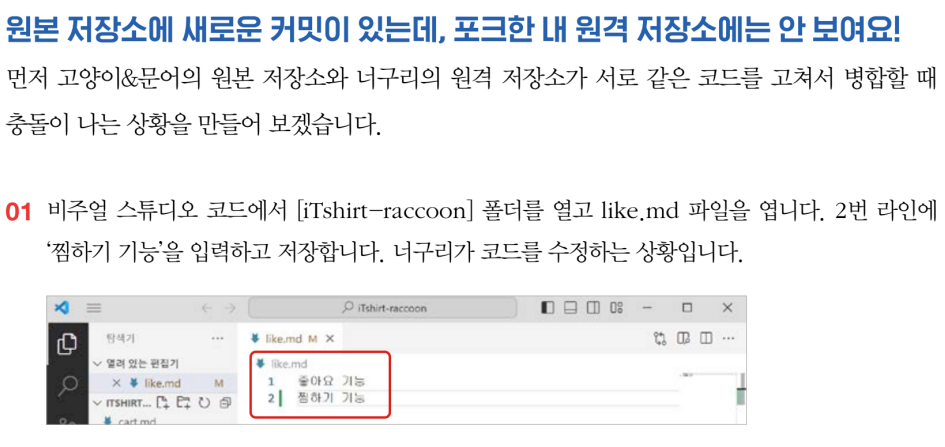 원본 저장소에 새로운 커밋이 있는데, 포크한 내 원격 저장소에는 안 보여요!
먼저 고양이&문어의 원본 저장소와 너구리의 원격 저장소가 서로 같은 코드를 고쳐서 병합할 때
충돌이 나는 상황을 만들어 보겠습니다.
01 비주얼 스튜디오 코드에서 [iTshirt-raccoon] 폴더를 열고 like.md 파일을 엽니다. 2번 라인에
'찜하기 기능'을 입력하고 저장합니다. 너구리가 코드를 수정하는 상황입니다.
iTshirt-raccoon
탐색기 ··· like.md M ×
열려 있는 편집기 like.md
× like.md M 1 좋아요 기능
ITSHIRT... 2 찜하기 기능
cart.md